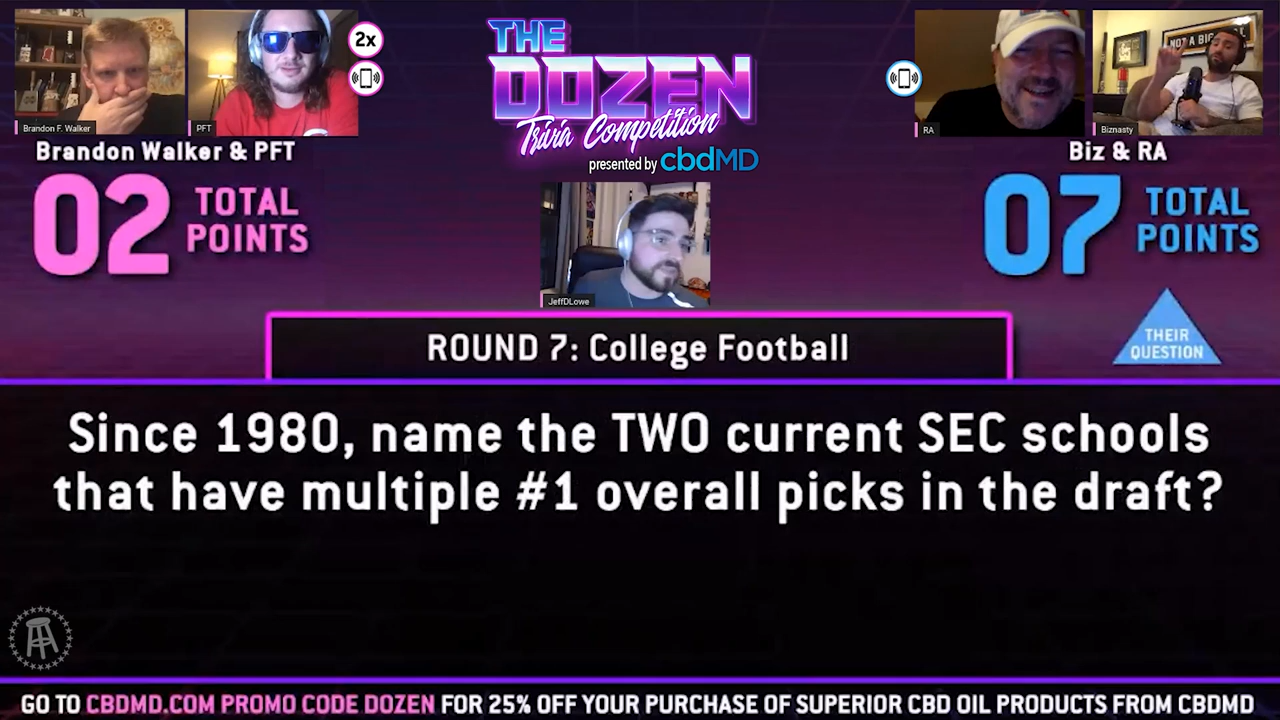 2x
THE
DOZEN
Trivia Competition
presented by cbdMD
NOT A BIG
Brandon F. Walker
PFT
RA
Biznasty
Brandon Walker & PFT
Biz & RA
02 TOTAL POINTS
07 TOTAL POINTS
JeffDLowe
THEIR
QUESTION
ROUND 7: College Football
Since 1980, name the TWO current SEC schools
that have multiple #1 overall picks in the draft?
GO TO CBDMD.COM PROMO CODE DOZEN FOR 25% OFF YOUR PURCHASE OF SUPERIOR CBD OIL PRODUCTS FROM CBDMD